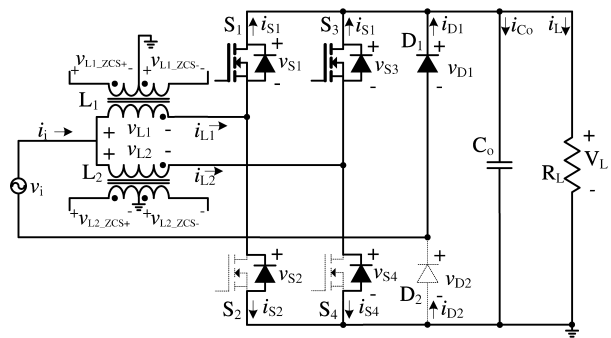 S1 iS1 S3 iS1 D1 iD1 iCo iL
vL1_ZCS+ - + vL1_ZCS- -
+ vS1 - + vS3 - + vD1 -
L1
ii + vL1 - iL1
+ vL2 - iL2
L2
Co RL + VL -
vi
+ vL2_ZCS+ - + vL2_ZCS- -
+ vS2 - + vS4 - + vD2 -
S2 iS2 S4 iS4 D2 iD2